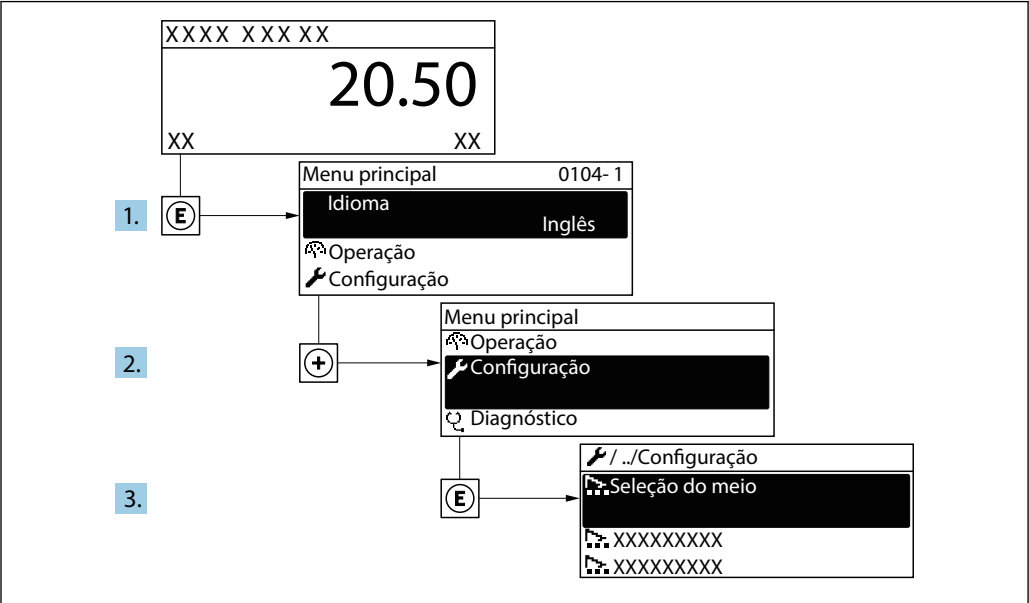 XXXX XXX XX
20.50
XX XX
Menu principal 0104- 1
1. E Idioma
Inglês
Operação
Configuração
Menu principal
Operação
2. + Configuração
Diagnóstico
/ ../Configuração
3. E Seleção do meio
XXXXXXXXX
XXXXXXXXX